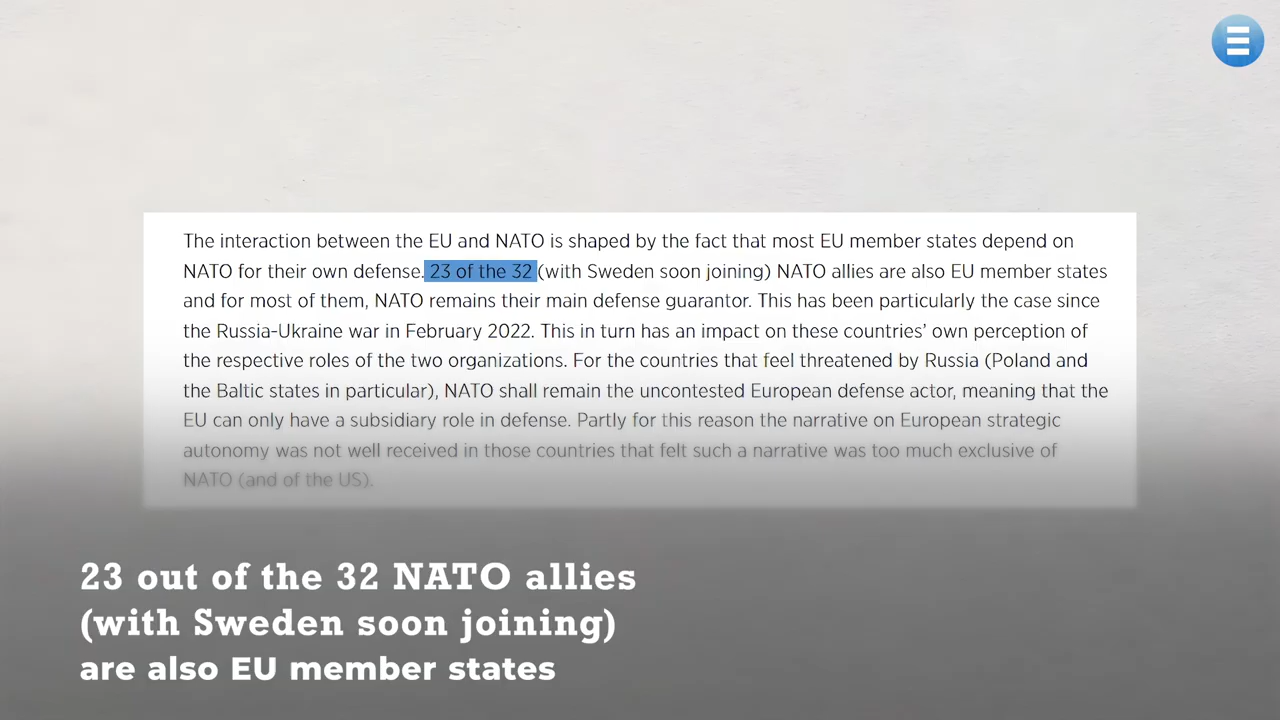 The interaction between the EU and NATO is shaped by the fact that most EU member states depend on
NATO for their own defense. 23 of the 32 (with Sweden soon joining) NATO allies are also EU member states
and for most of them, NATO remains their main defense guarantor. This has been particularly the case since
the Russia-Ukraine war in February 2022. This in turn has an impact on these countries’ own perception of
the respective roles of the two organizations. For the countries that feel threatened by Russia (Poland and
the Baltic states in particular), NATO shall remain the uncontested European defense actor, meaning that the
EU can only have a subsidiary role in defense. Partly for this reason the narrative on European strategic
autonomy was not well received in those countries that felt such a narrative was too much exclusive of
NATO (and of the US).
23 out of the 32 NATO allies
(with Sweden soon joining)
are also EU member states